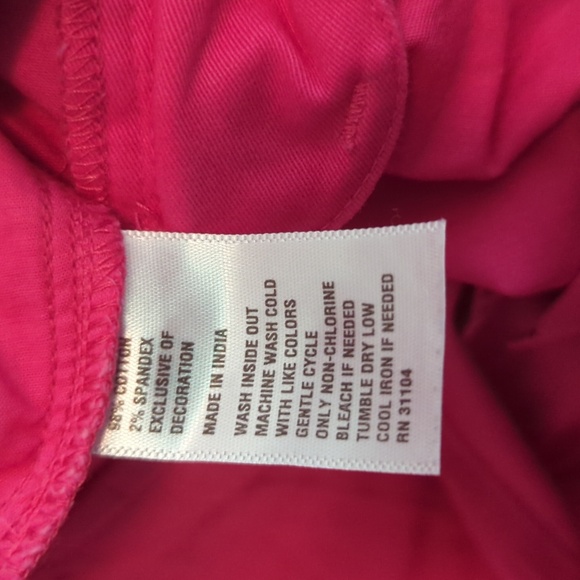 98% COTTON
2% SPANDEX
EXCLUSIVE OF
DECORATION
MADE IN INDIA
WASH INSIDE OUT
MACHINE WASH COLD
WITH LIKE COLORS
GENTLE CYCLE
ONLY NON-CHLORINE
BLEACH IF NEEDED
TUMBLE DRY LOW
COOL IRON IF NEEDED
RN 31104